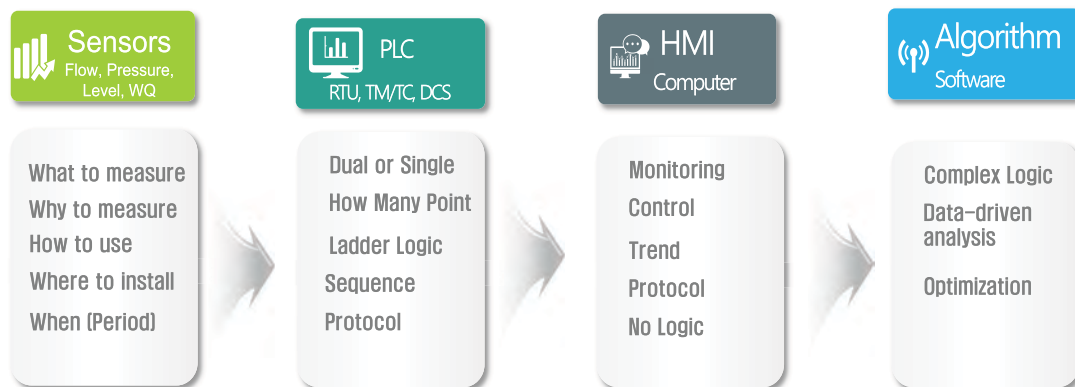 Sensors
Flow, Pressure,
Level, WQ
What to measure
Why to measure
How to use
Where to install
When (Period)
PLC
RTU, TM/TC, DCS
Dual or Single
How Many Point
Ladder Logic
Sequence
Protocol
HMI
Computer
Monitoring
Control
Trend
Protocol
No Logic
Algorithm
Software
Complex Logic
Data-driven
analysis
Optimization